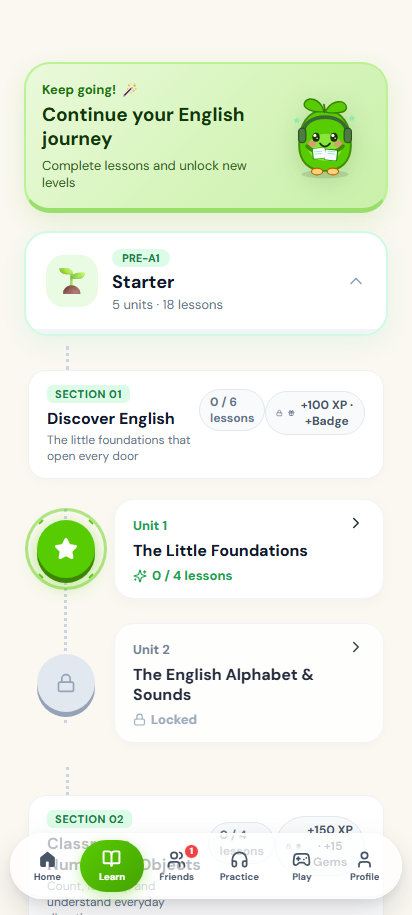 Keep going!
Continue your English
journey
Complete lessons and unlock new
levels
PRE-A1
Starter
5 units · 18 lessons
SECTION 01
Discover English
The little foundations that
open every door
0 / 6
lessons
+100 XP ·
+Badge
Unit 1
The Little Foundations
0 / 4 lessons
Unit 2
The English Alphabet &
Sounds
Locked
SECTION 02
0 / 4
lessons
+150 XP
· +15
Gems
Objects
Count,
and
understand everyday
1
Home
Learn
Friends
Practice
Play
Profile